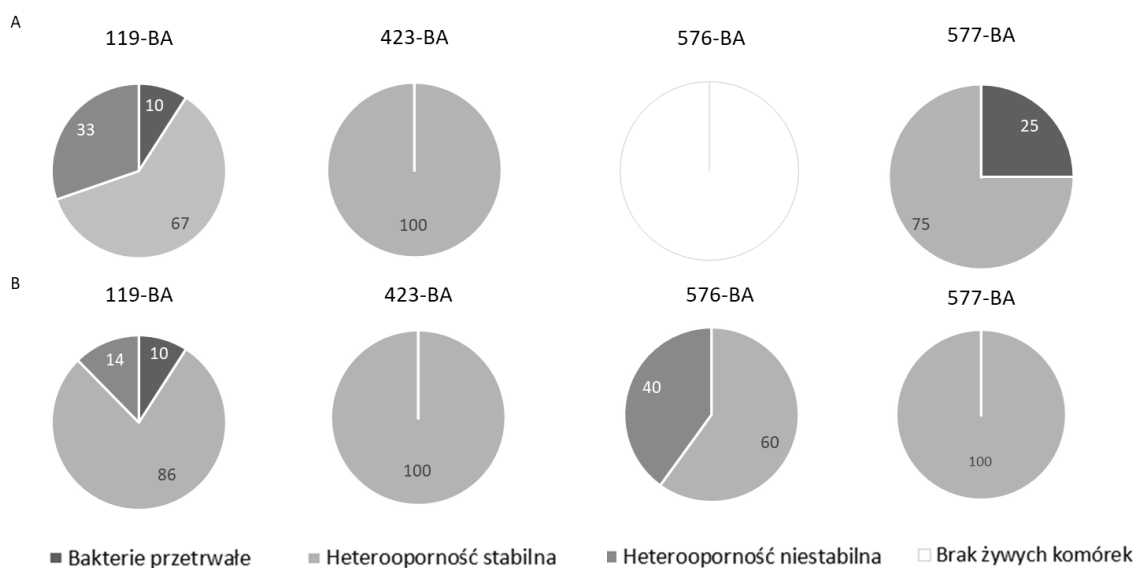 A
119-BA 423-BA 576-BA 577-BA
10 33 67
100
25 75
B
119-BA 423-BA 576-BA 577-BA
14 10 86
100
40 60
100
Bakterie przetrwałe Heterooporność stabilna Heterooporność niestabilna Brak żywych komórek